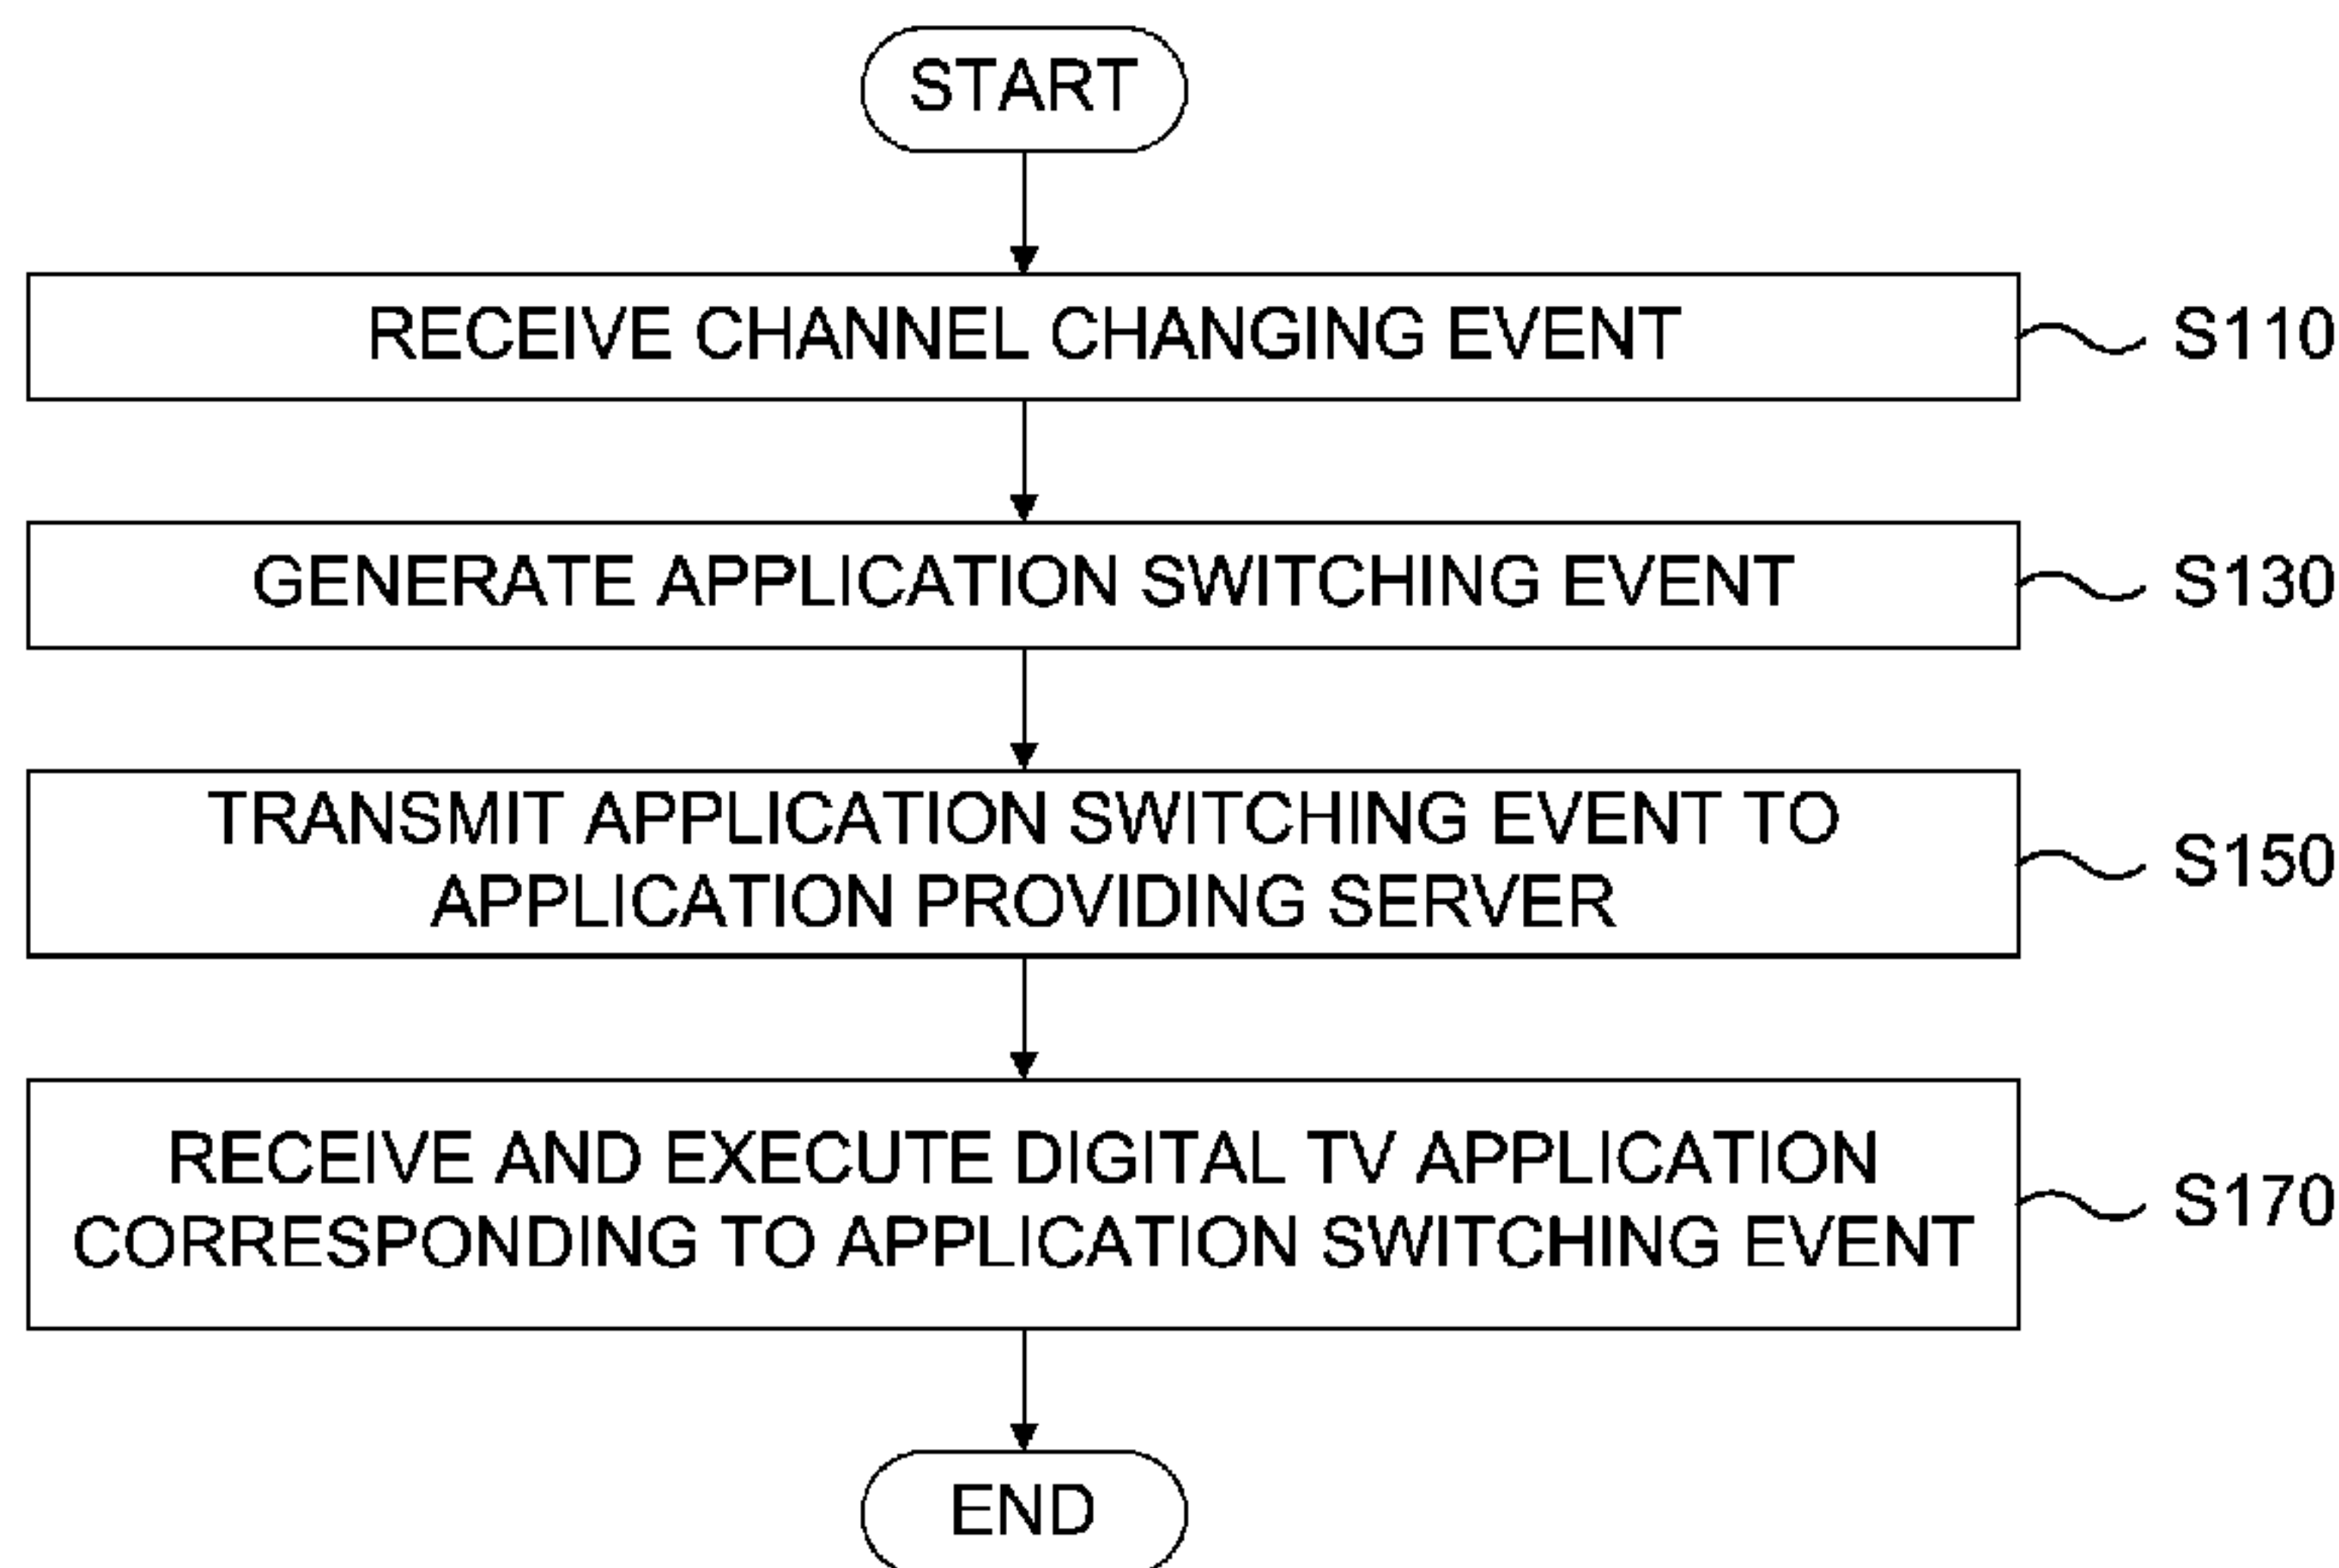 START
RECEIVE CHANNEL CHANGING EVENT
S110
GENERATE APPLICATION SWITCHING EVENT
S130
TRANSMIT APPLICATION SWITCHING EVENT TO
APPLICATION PROVIDING SERVER
S150
RECEIVE AND EXECUTE DIGITAL TV APPLICATION
CORRESPONDING TO APPLICATION SWITCHING EVENT
S170
END